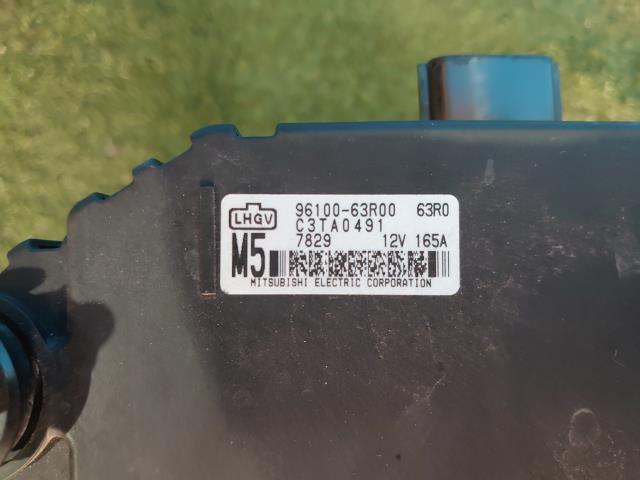 LHGV
96100-63R00 63R0
C3TA0491
7829 12V 165A
M5
MITSUBISHI ELECTRIC CORPORATION